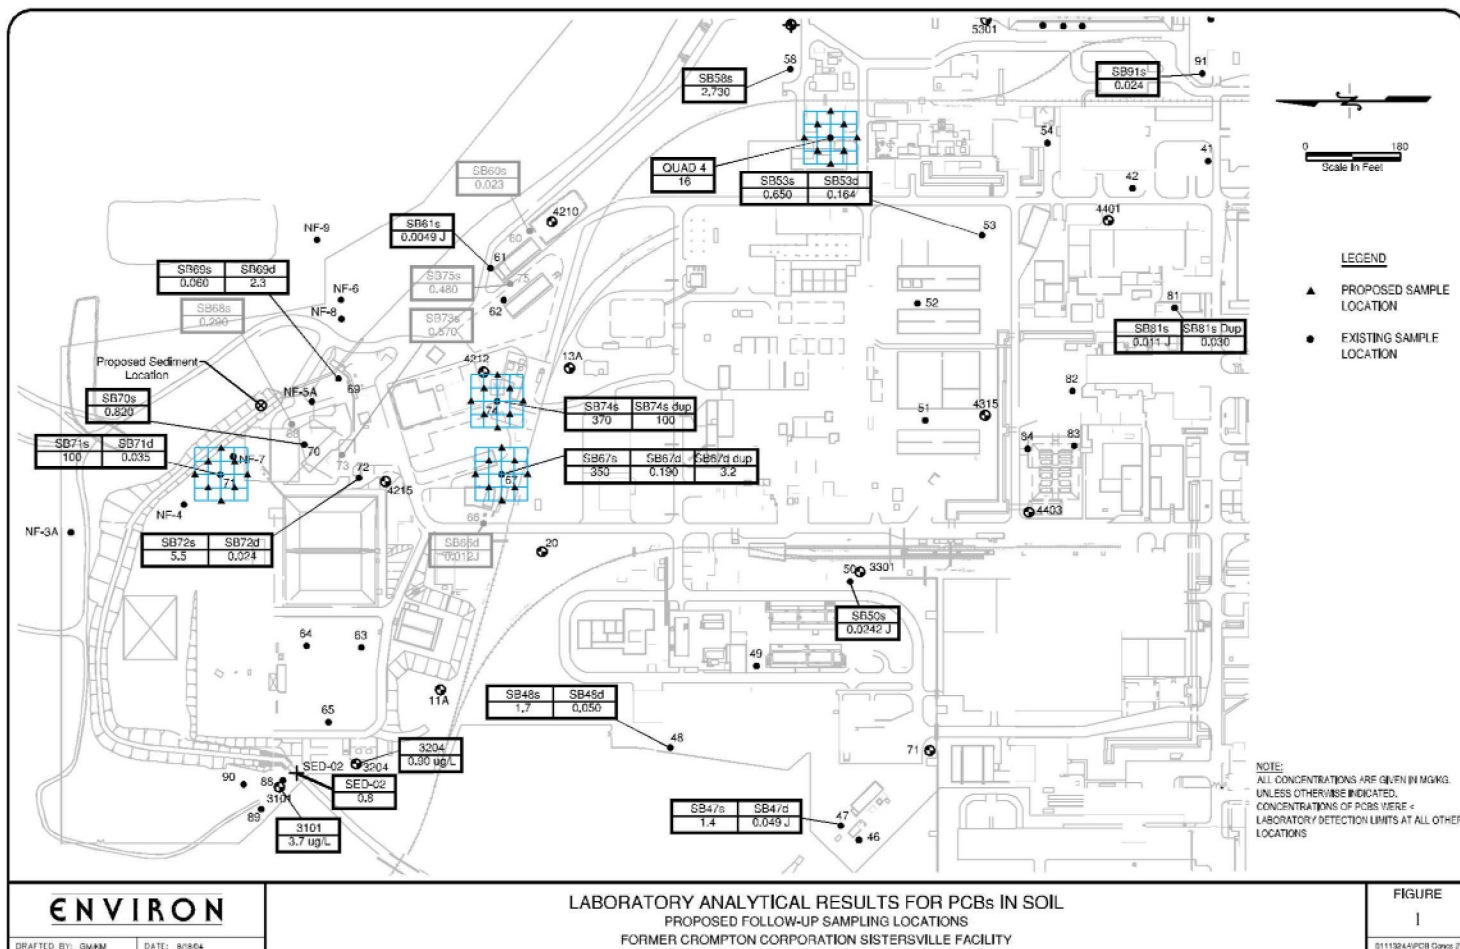 5301
58
91
SB58s
2,730
SB91s
0.024
54
41
0 180
Scale In Feet
QUAD 4
16
42
SB60s
0.023
SB53s SB53d
0.650 0.164
4210
4401
SB61s
0.0049 J
NF-9
60
53
61
LEGEND
SB69s SB69d
0.060 2.3
SB75s
0.480
75
NF-6
PROPOSED SAMPLE
LOCATION
81
52
62
SB68s
0.290
NF-8
SB73s
0.570
SB81s SB81s Dup
0.011 J 0.030
EXISTING SAMPLE
LOCATION
Proposed Sediment
Location
4212
13A
69
82
NF-5A
SB70s
0.820
74
SB74s SB74s dup
370 100
51
4315
SB71s SB71d
100 0.035
70
73
72
NF-7
71
67
SB67s SB67d SB67d dup
350 0.190 3.2
84
83
4215
NF-4
66
4403
NF-3A
SB72s SB72d
5.5 0.024
SB66d
0.012J
20
3301
50
SB50s
0.0242 J
64
63
49
11A
SB48s SB48d
1.7 0.050
65
48
71
3204
0.90 ug/L
SED-02
3204
90
88
3101
89
SED-02
0.8
NOTE:
ALL CONCENTRATIONS ARE GIVEN IN MG/KG.
UNLESS OTHERWISE INDICATED.
CONCENTRATIONS OF PCBS WERE <
LABORATORY DETECTION LIMITS AT ALL OTHER
LOCATIONS
SB47s SB47d
1.4 0.049 J
47
46
3101
3.7 ug/L
ENVIRON
LABORATORY ANALYTICAL RESULTS FOR PCBs IN SOIL
PROPOSED FOLLOW-UP SAMPLING LOCATIONS
FORMER CROMPTON CORPORATION SISTERSVILLE FACILITY
FIGURE
1
DRAFTED BY:
DATE: